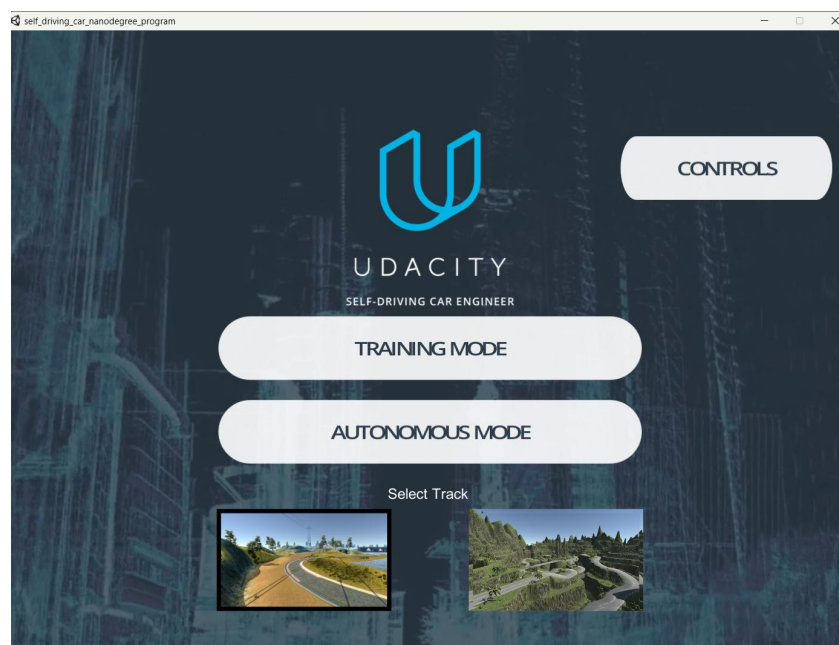 self_driving_car_nanodegree_program
CONTROLS
UDACITY
SELF-DRIVING CAR ENGINEER
TRAINING MODE
AUTONOMOUS MODE
Select Track